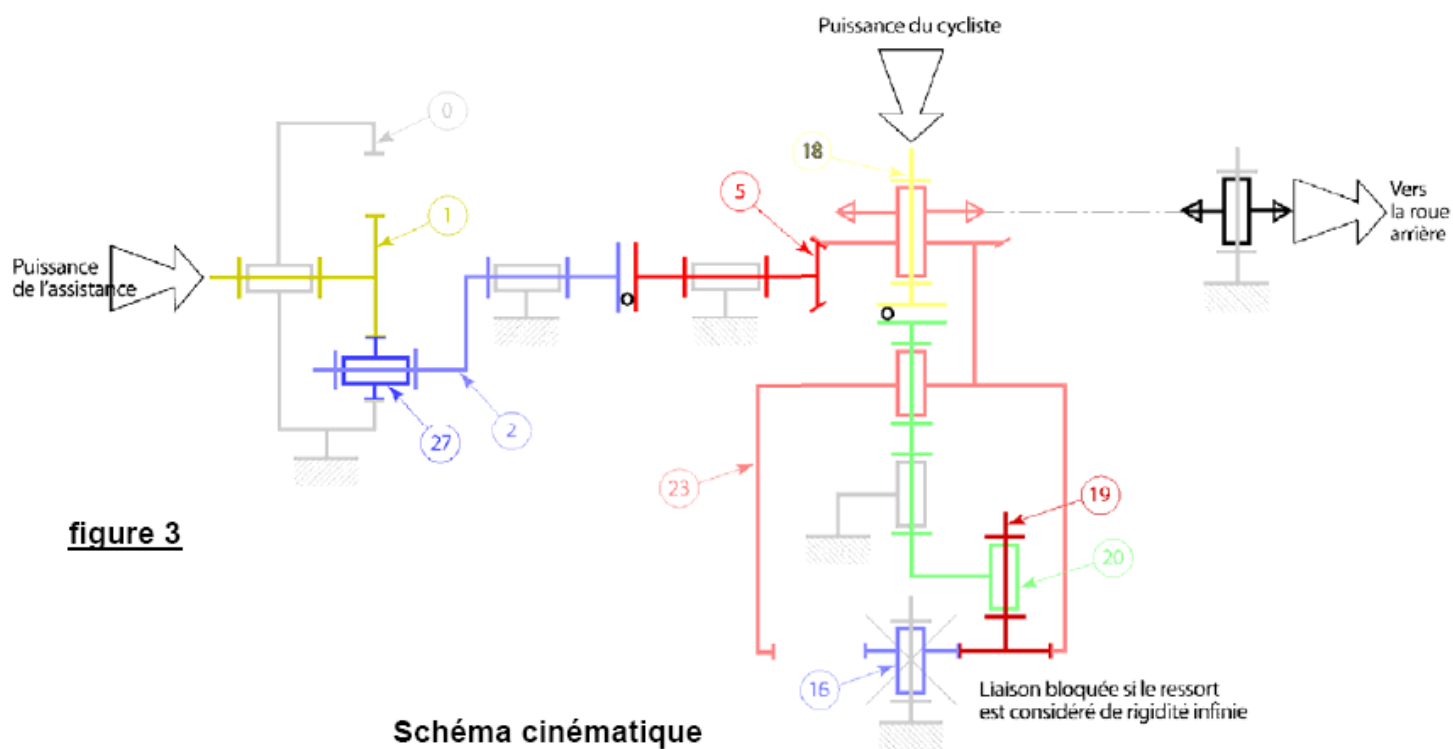 Puissance du cycliste
0
18
1
5
Puissance
de l'assistance
Vers
la roue
arrière
27
2
23
19
figure 3
20
16
Liaison bloquée si le ressort
est considéré de rigidité infinie
Schéma cinématique